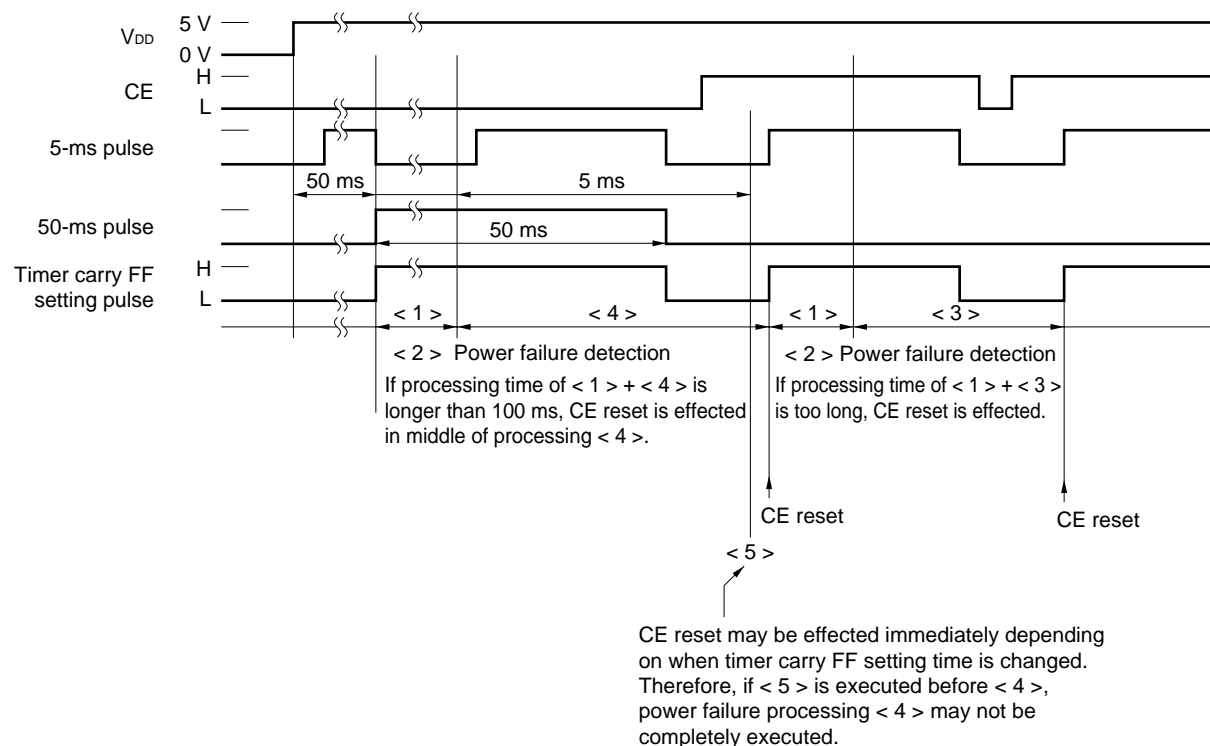 VDD
5 V
0 V
CE
H
L
5-ms pulse
50 ms
5 ms
50-ms pulse
50 ms
Timer carry FF
setting pulse
H
L
< 1 >
< 4 >
< 1 >
< 3 >
< 2 > Power failure detection
If processing time of < 1 > + < 4 > is
longer than 100 ms, CE reset is effected
in middle of processing < 4 >.
< 2 > Power failure detection
If processing time of < 1 > + < 3 >
is too long, CE reset is effected.
CE reset
CE reset
< 5 >
CE reset may be effected immediately depending
on when timer carry FF setting time is changed.
Therefore, if < 5 > is executed before < 4 >,
power failure processing < 4 > may not be
completely executed.